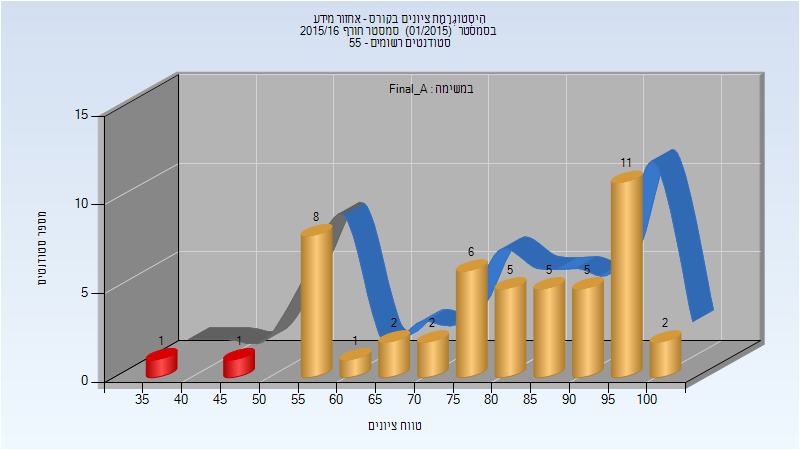 היסטוגרמת ציונים בקורס - אחזור מידע
בסמסטר (01/2015) סמסטר חורף 2015/16
סטודנטים רשומים - 55
במשימה : Final_A
מספר סטודנטים
15
10
5
0
1 1 8 1 2 2 6 5 5 5 11 2
35 40 45 50 55 60 65 70 75 80 85 90 95 100
טווח ציונים